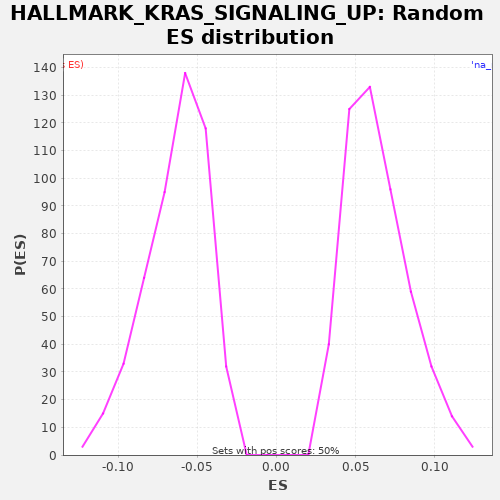 HALLMARK_KRAS_SIGNALING_UP: Random
ES distribution
s ES)
'na_
140
130
120
110
100
90
80
70
60
50
40
30
20
10
0
P(ES)
Sets with pos scores: 50%
-0.10 -0.05 0.00 0.05 0.10
ES